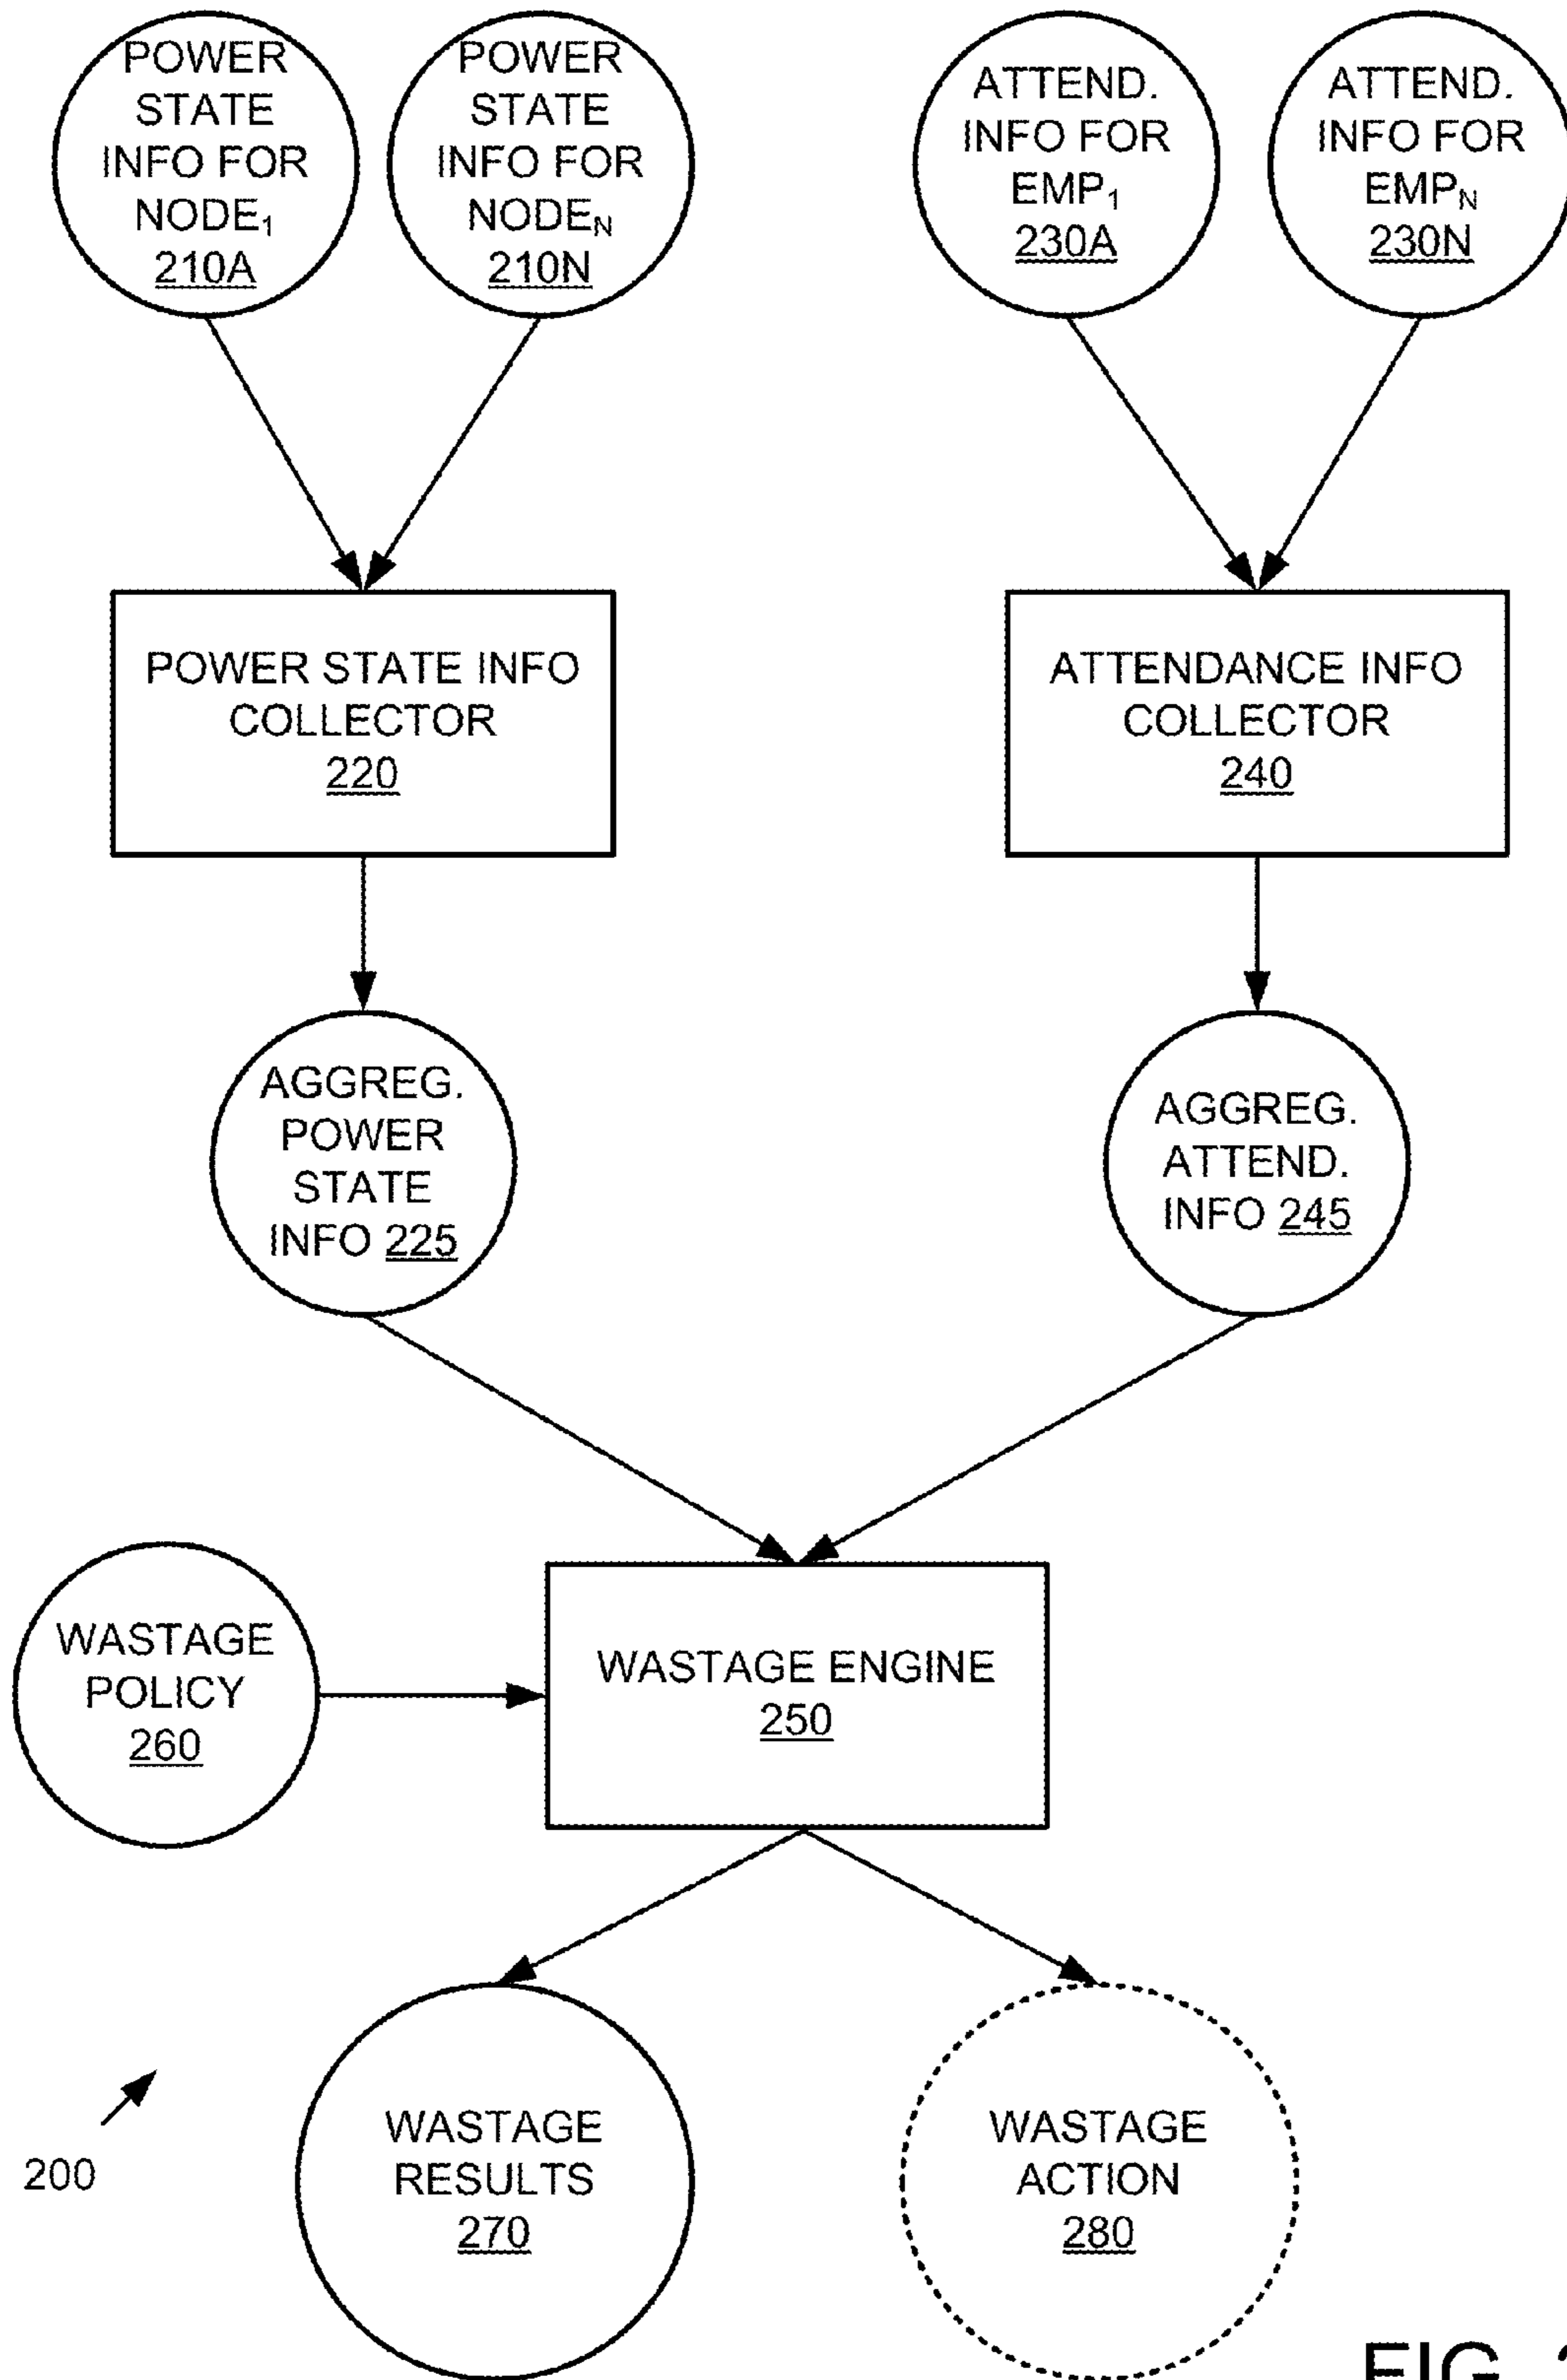 POWER
STATE
INFO FOR
NODE₁
210A
POWER
STATE
INFO FOR
NODEN
210N
ATTEND.
INFO FOR
EMP₁
230A
ATTEND.
INFO FOR
EMPN
230N
POWER STATE INFO
COLLECTOR
220
ATTENDANCE INFO
COLLECTOR
240
AGGREG.
POWER
STATE
INFO 225
AGGREG.
ATTEND.
INFO 245
WASTAGE
POLICY
260
WASTAGE ENGINE
250
WASTAGE
RESULTS
270
WASTAGE
ACTION
280
200
FIG.